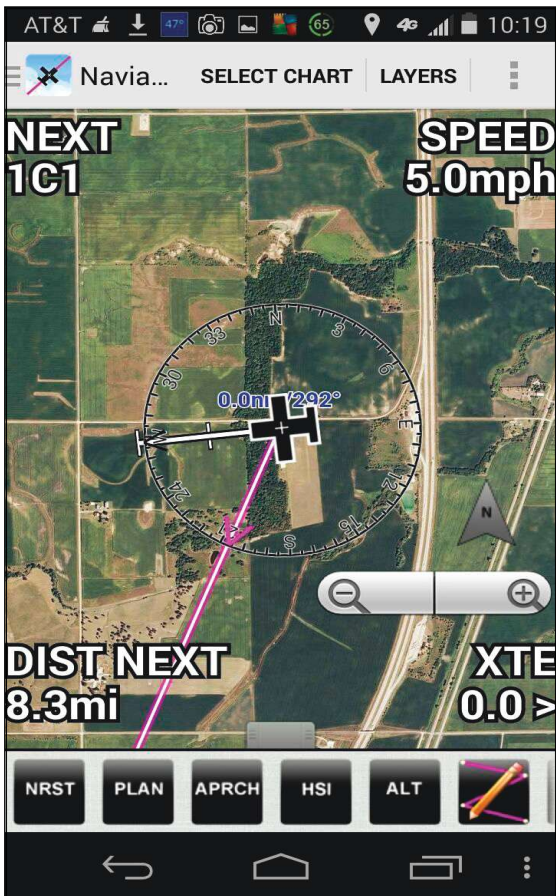 AT&T 47° 65 4G 10:19
Navia... SELECT CHART LAYERS
NEXT
1C1
SPEED
5.0mph
N
33
3
30
6
0.0nm/292°
W
E
24
12
21
15
S
N
DIST NEXT
8.3mi
XTE
0.0 >
NRST PLAN APRCH HSI ALT